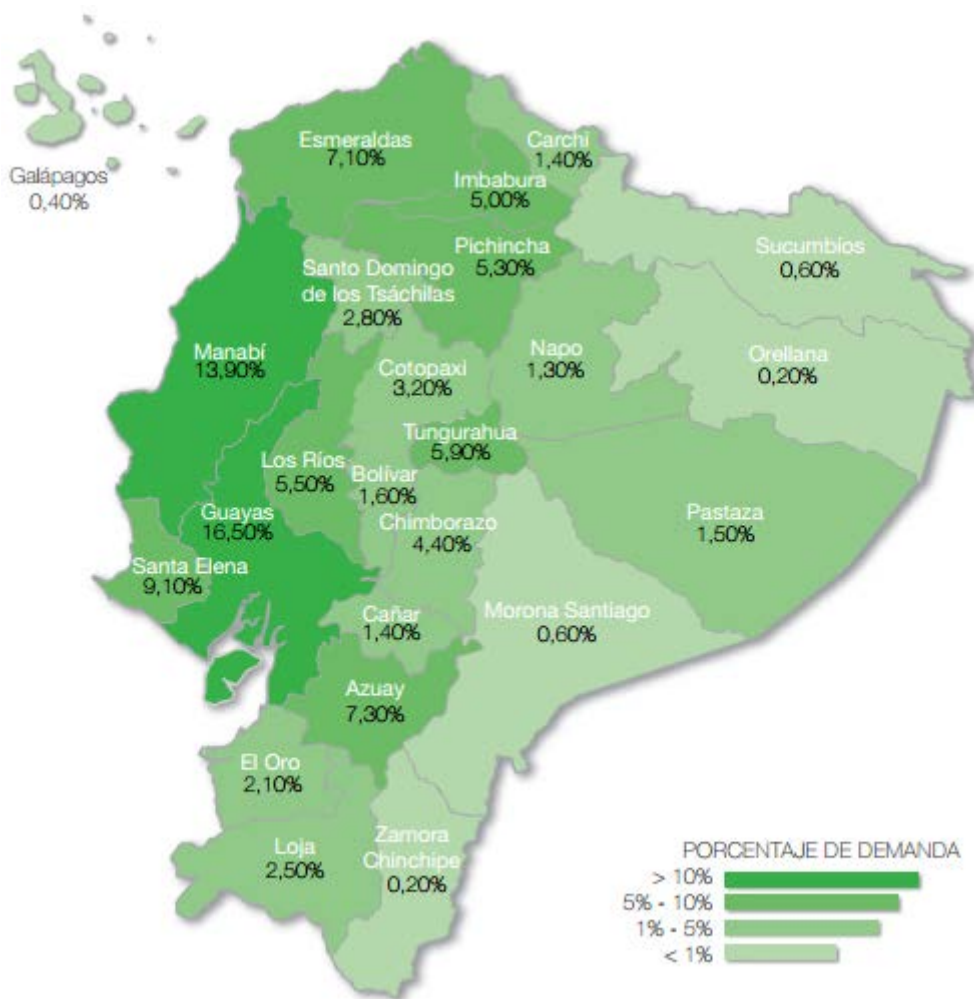 Esmeraldas
7,10%
Carchi
1,40%
Galápagos
0,40%
Imbabura
5,00%
Pichincha
5,30%
Sucumbíos
0,60%
Santo Domingo
de los Tsáchilas
2,80%
Manabí
13,90%
Cotopaxi
3,20%
Napo
1,30%
Orellana
0,20%
Tungurahua
5,90%
Los Ríos
5,50%
Bolívar
1,60%
Guayas
16,50%
Chimborazo
4,40%
Pastaza
1,50%
Santa Elena
9,10%
Cañar
1,40%
Morona Santiago
0,60%
Azuay
7,30%
El Oro
2,10%
Loja
2,50%
Zamora
Chinchipe
0,20%
PORCENTAJE DE DEMANDA
> 10%
5% - 10%
1% - 5%
< 1%